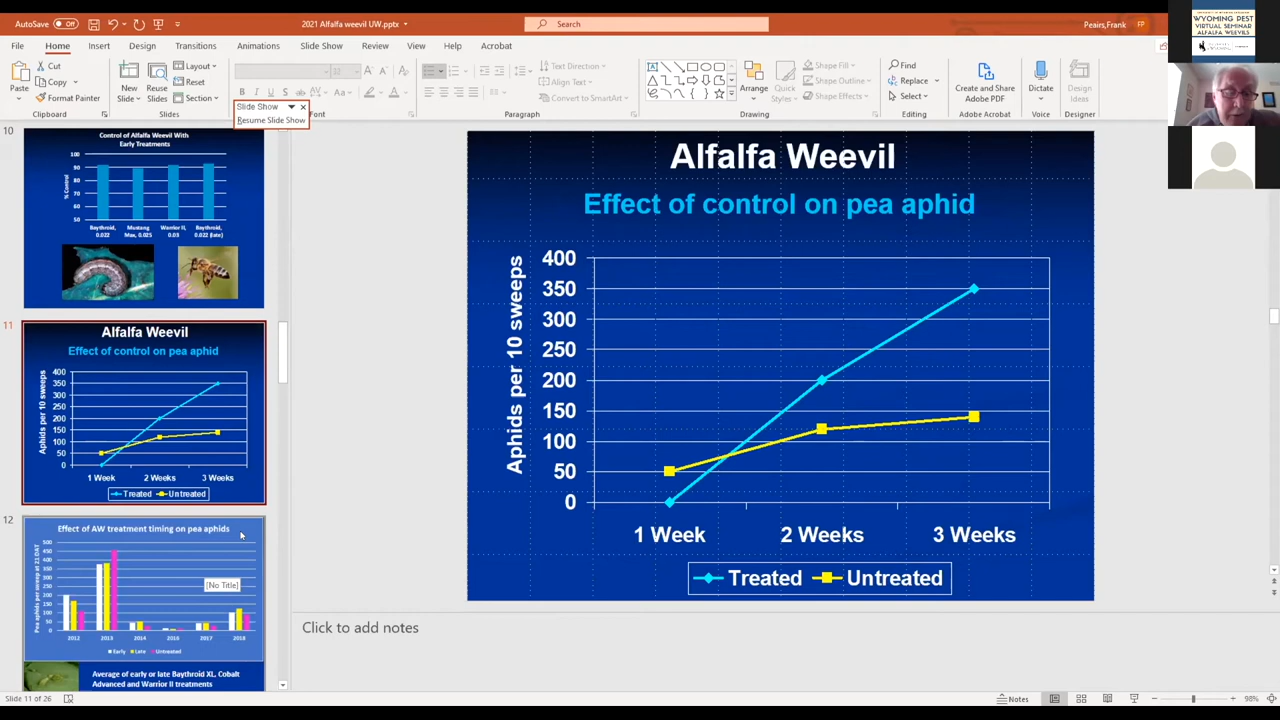 AutoSave Off
2021 Alfalfa weevil UW.pptx
Search
Peairs,Frank FP
File Home Insert Design Transitions Animations Slide Show Review View Help Acrobat
Paste
Cut
Copy
Format Painter
Clipboard
New Slide
Reuse Slides
Layout
Reset
Section
Slides
Font
Text Direction
Align Text
Convert to SmartArt
Paragraph
Arrange
Quick Styles
Shape Fill
Shape Outline
Shape Effects
Drawing
Find
Replace
Select
Editing
Create and Share Adobe PDF
Adobe Acrobat
Dictate
Voice
Design Ideas
Designer
Slide Show
Resume Slide Show
WYOMING PEST
VIRTUAL SEMINAR
ALFALFA WEEVILS
10
Control of Alfalfa Weevil With
Early Treatments
100
90
80
70
60
50
% Control
Baythroid, 0.022
Mustang Max, 0.025
Warrior II, 0.03
Baythroid, 0.022 (late)
11
Alfalfa Weevil
Effect of control on pea aphid
Aphids per 10 sweeps
400
350
300
250
200
150
100
50
0
1 Week 2 Weeks 3 Weeks
Treated Untreated
12
Effect of AW treatment timing on pea aphids
Pea aphids per sweep at 21 DAT
500
450
400
350
300
250
200
150
100
50
0
2012 2013 2014 2016 2017 2018
Early Late Untreated
[No Title]
Average of early or late Baythroid XL, Cobalt
Advanced and Warrior II treatments
Alfalfa Weevil
Effect of control on pea aphid
Aphids per 10 sweeps
400
350
300
250
200
150
100
50
0
1 Week 2 Weeks 3 Weeks
Treated Untreated
Click to add notes
Slide 11 of 26
Notes
98%